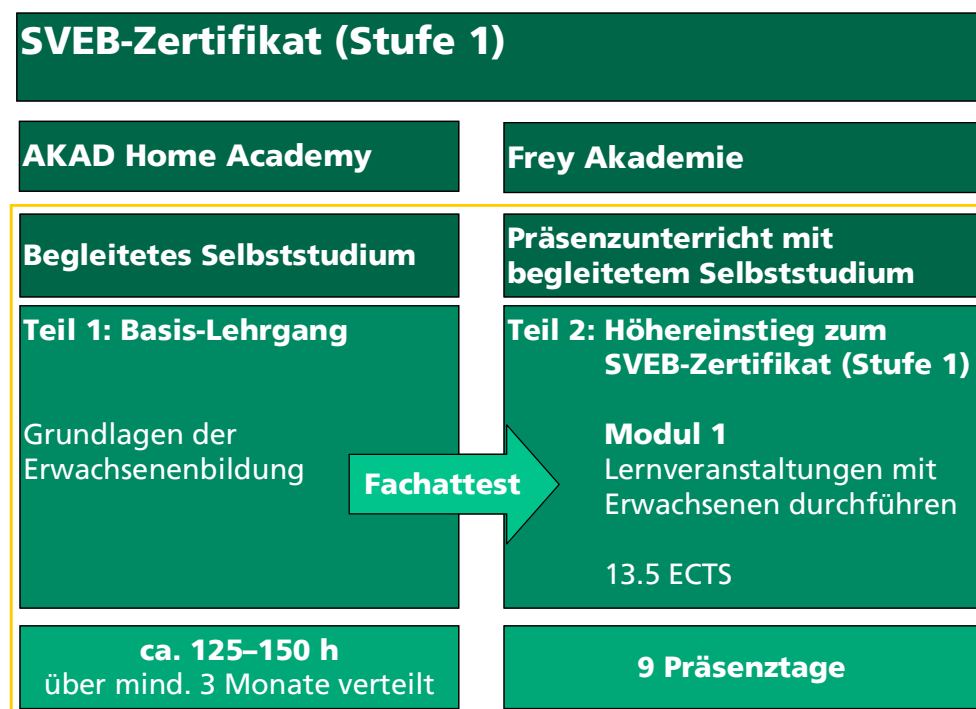 SVEB-Zertifikat (Stufe 1)
AKAD Home Academy
Frey Akademie
Begleitetes Selbststudium
Präsenzunterricht mit
begleitetem Selbststudium
Teil 1: Basis-Lehrgang
Grundlagen der
Erwachsenenbildung
Fachattest
Teil 2: Höhereinstieg zum
SVEB-Zertifikat (Stufe 1)
Modul 1
Lernveranstaltungen mit
Erwachsenen durchführen
13.5 ECTS
ca. 125–150 h
über mind. 3 Monate verteilt
9 Präsenztage